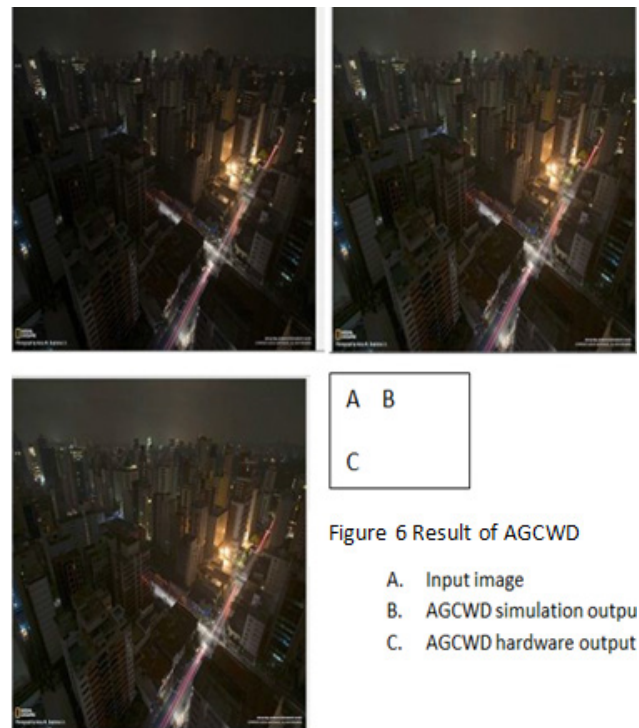 A B
C
Figure 6 Result of AGCWD
A. Input image
B. AGCWD simulation outpu
C. AGCWD hardware output